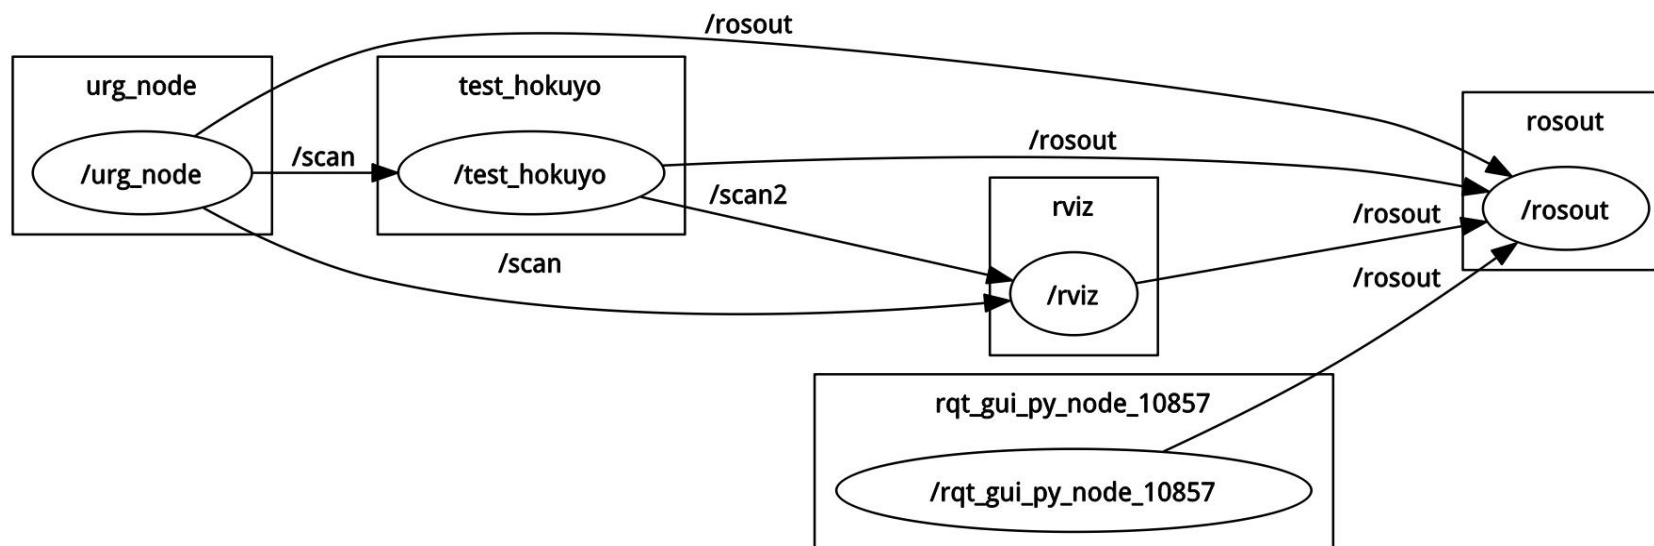 /rosout
urg_node
test_hokuyo
rosout
/rosout
/scan
/urg_node
/test_hokuyo
/scan2
rviz
/rosout
/rosout
/scan
/rosout
/rviz
rqt_gui_py_node_10857
/rqt_gui_py_node_10857